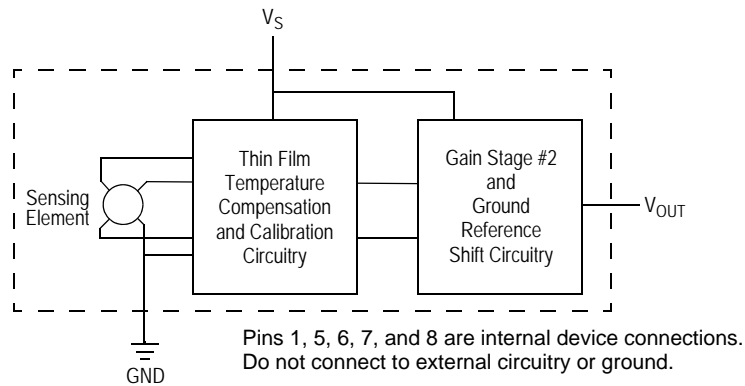 VS
Sensing
Element
Thin Film
Temperature
Compensation
and Calibration
Circuitry
Gain Stage #2
and
Ground
Reference
Shift Circuitry
VOUT
GND
Pins 1, 5, 6, 7, and 8 are internal device connections.
Do not connect to external circuitry or ground.